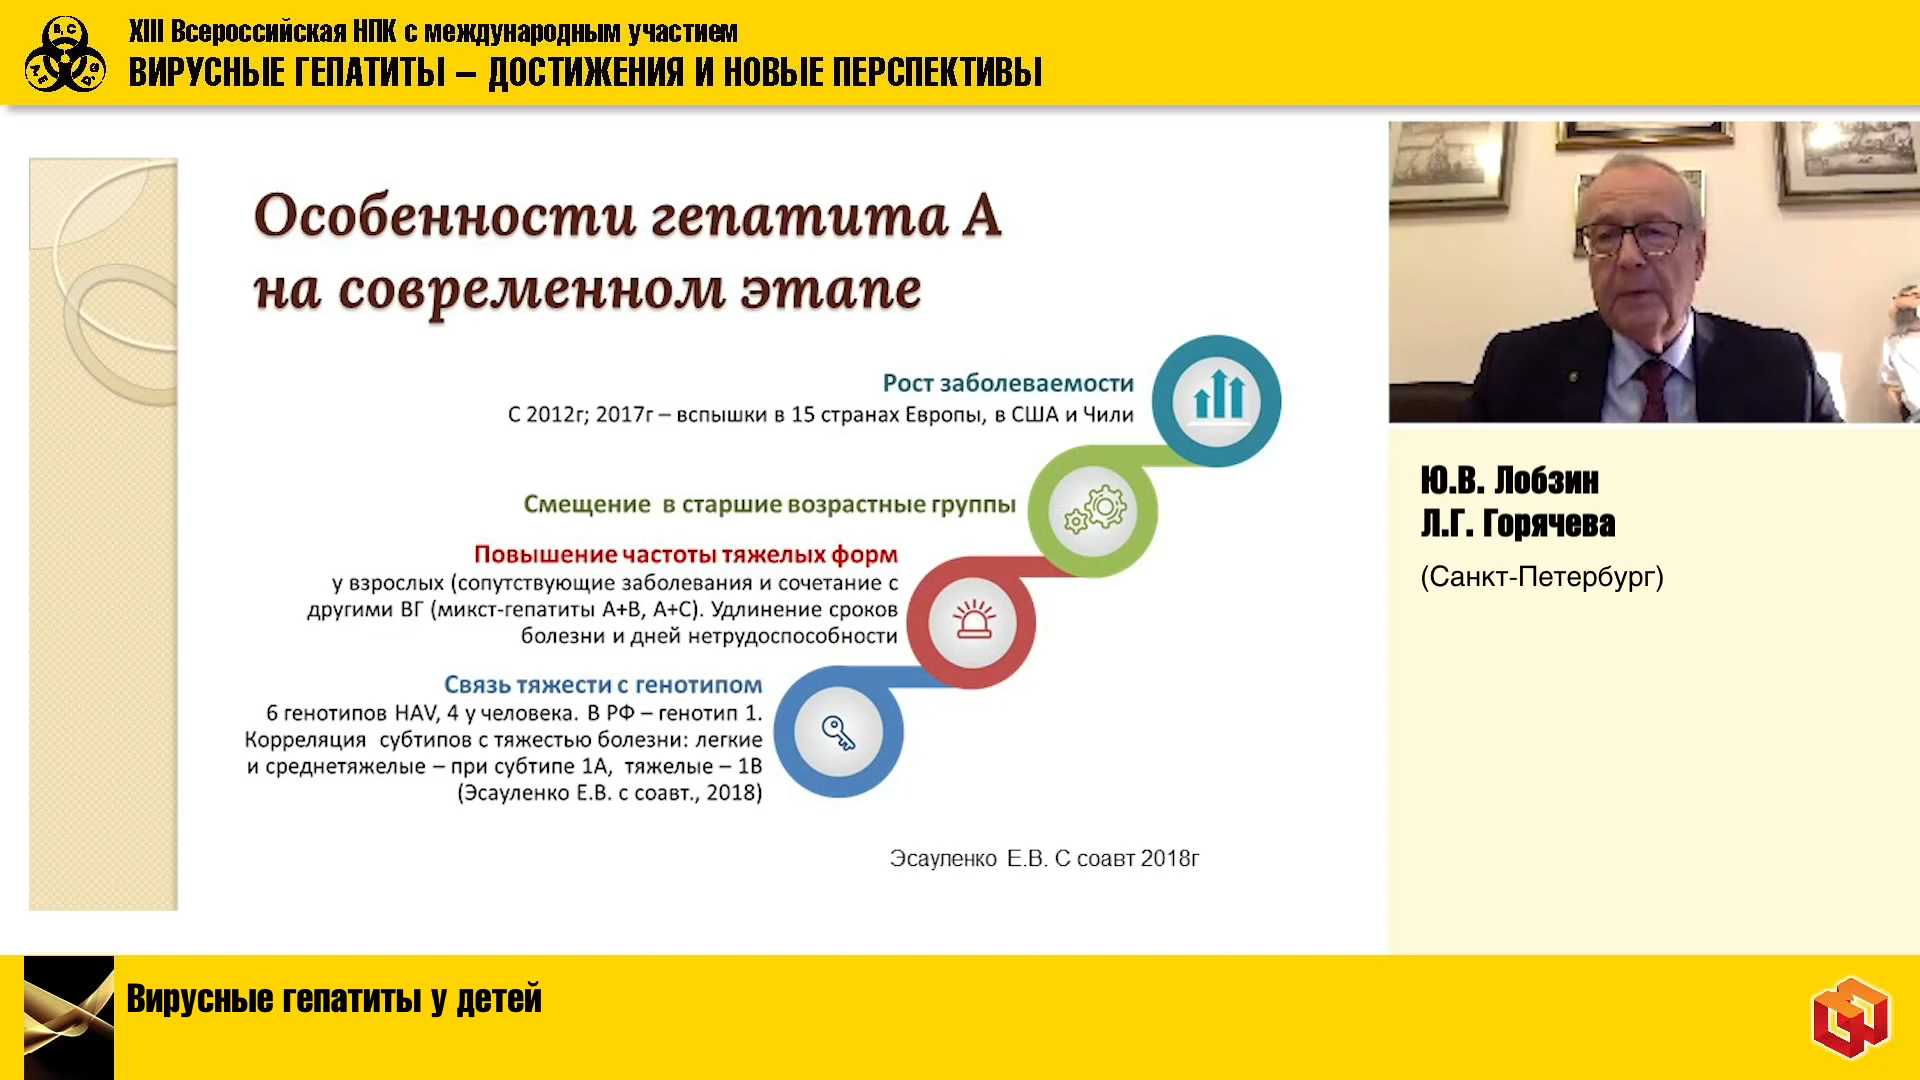 XIII Всероссийская НПК с международным участием
ВИРУСНЫЕ ГЕПАТИТЫ – ДОСТИЖЕНИЯ И НОВЫЕ ПЕРСПЕКТИВЫ
B, C
Особенности гепатита А
на современном этапе
Рост заболеваемости
С 2012г; 2017г – вспышки в 15 странах Европы, в США и Чили
Смещение в старшие возрастные группы
Повышение частоты тяжелых форм
у взрослых (сопутствующие заболевания и сочетание с
другими ВГ (микст-гепатиты А+В, А+С). Удлинение сроков
болезни и дней нетрудоспособности
Связь тяжести с генотипом
6 генотипов HAV, 4 у человека. В РФ – генотип 1.
Корреляция субтипов с тяжестью болезни: легкие
и среднетяжелые – при субтипе 1А, тяжелые – 1В
(Эсауленко Е.В. с соавт., 2018)
Эсауленко Е.В. С соавт 2018г
Ю.В. Лобзин
Л.Г. Горячева
(Санкт-Петербург)
Вирусные гепатиты у детей